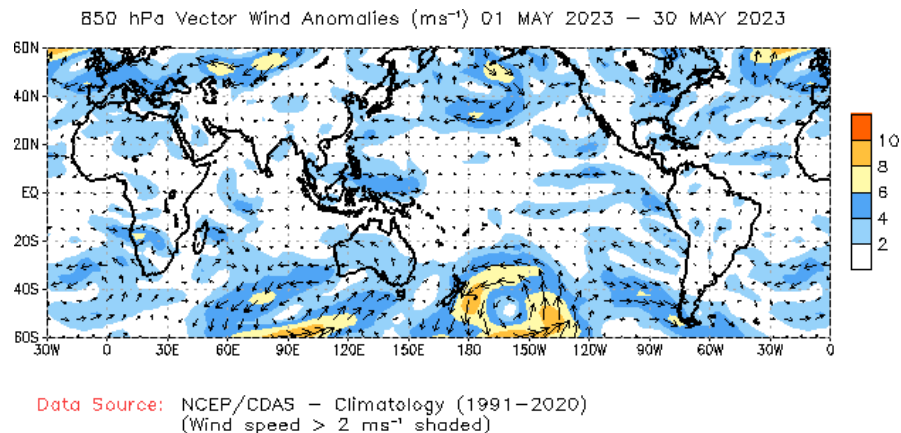 850 hPa Vector Wind Anomalies (ms⁻¹) 01 MAY 2023 – 30 MAY 2023
60N
40N
20N
EQ
20S
40S
60S
30W 0 30E 60E 90E 120E 150E 180 150W 120W 90W 60W 30W 0
10
8
6
4
2
Data Source: NCEP/CDAS – Climatology (1991–2020)
(Wind speed > 2 ms⁻¹ shaded)